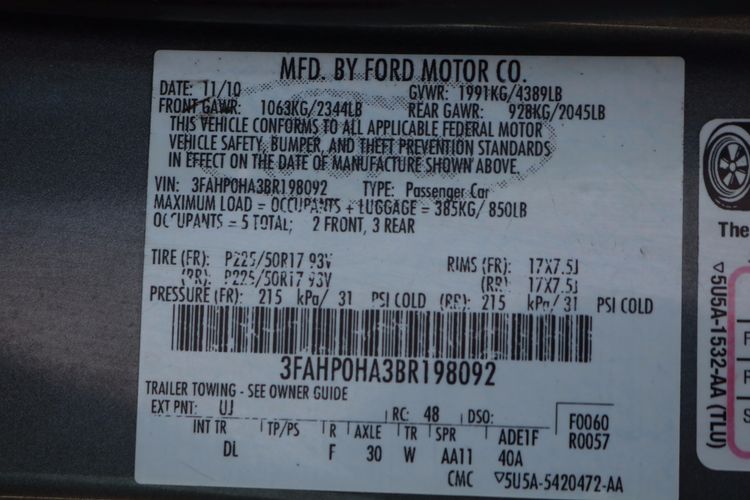 MFD. BY FORD MOTOR CO.
DATE: 11/10 GVWR: 1991KG/4389LB
FRONT GAWR: 1063KG/2344LB REAR GAWR: 928KG/2045LB
THIS VEHICLE CONFORMS TO ALL APPLICABLE FEDERAL MOTOR
VEHICLE SAFETY, BUMPER, AND THEFT PREVENTION STANDARDS
IN EFFECT ON THE DATE OF MANUFACTURE SHOWN ABOVE.
VIN: 3FAHP0HA3BR198092 TYPE: Passenger Car
MAXIMUM LOAD = OCCUPANTS + LUGGAGE = 385KG/ 850LB
OCCUPANTS = 5 TOTAL; 2 FRONT, 3 REAR
TIRE (FR): P225/50R17 93V RIMS (FR): 17X7.5J
(RR): P225/50R17 93V (RR): 17X7.5J
PRESSURE (FR): 215 kPa/ 31 PSI COLD (RR): 215 kPa/ 31 PSI COLD
3FAHP0HA3BR198092
TRAILER TOWING - SEE OWNER GUIDE
EXT PNT: UJ RC: 48 DSO: F0060
INT TR TP/PS R AXLE TR SPR ADE1F R0057
DL F 30 W AA11 40A
CMC ▽5U5A-5420472-AA
The
▽5U5A-1532-AA (TLU)